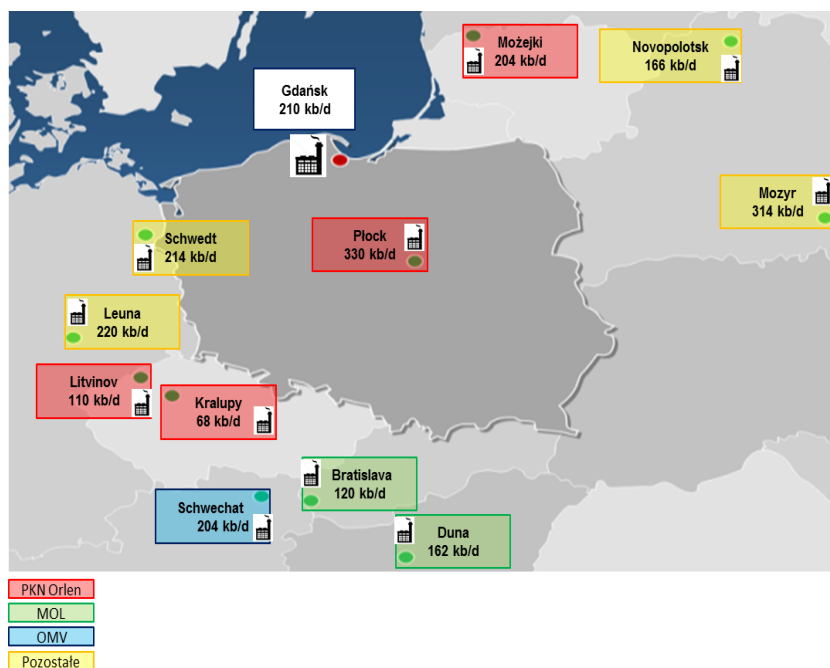 Możejki
204 kb/d
Novopolotsk
166 kb/d
Gdańsk
210 kb/d
Mozyr
314 kb/d
Schwedt
214 kb/d
Płock
330 kb/d
Leuna
220 kb/d
Litvinov
110 kb/d
Kralupy
68 kb/d
Bratislava
120 kb/d
Schwechat
204 kb/d
Duna
162 kb/d
PKN Orlen
MOL
OMV
Pozostałe